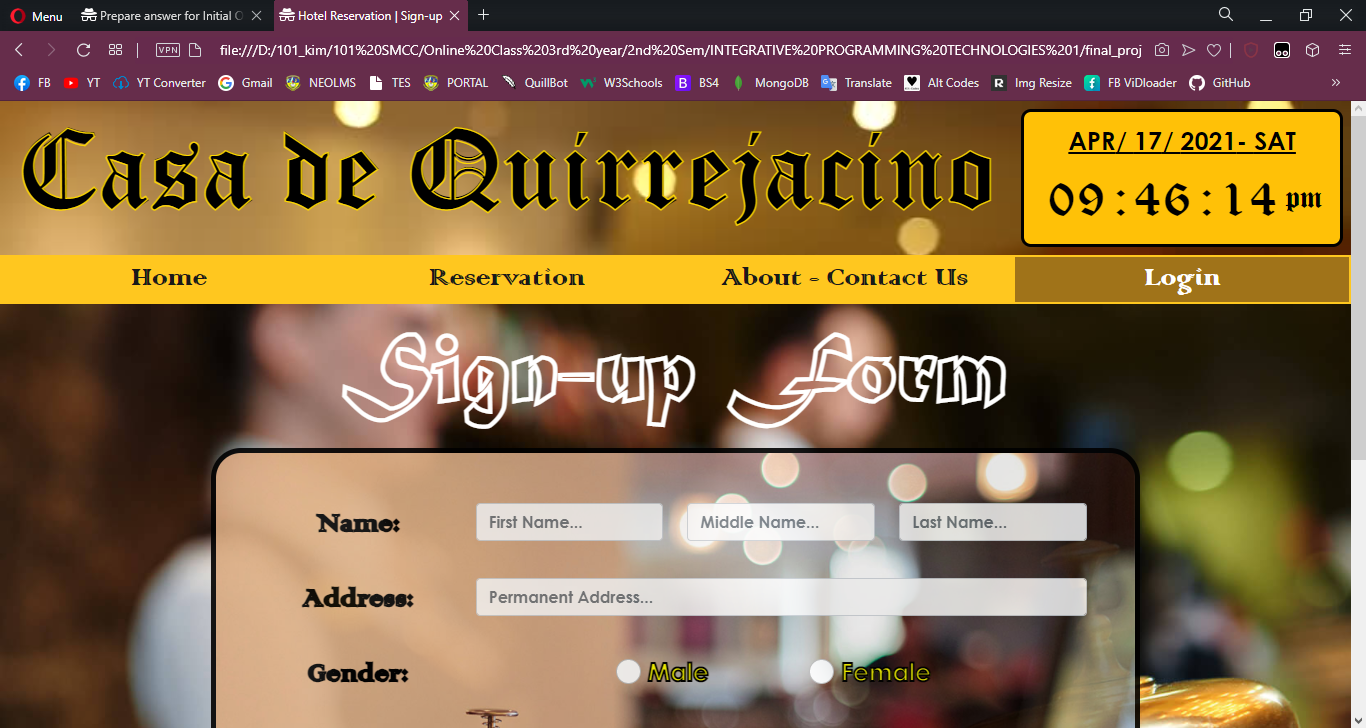 Menu
Prepare answer for Initial
Hotel Reservation | Sign-up
VPN
file:///D:/101_kim/101%20SMCC/Online%20Class%203rd%20year/2nd%20Sem/INTEGRATIVE%20PROGRAMMING%20TECHNOLOGIES%201/final_proj
FB YT YT Converter Gmail NEOLMS TES PORTAL QuillBot W3Schools B BS4 MongoDB Translate Alt Codes R Img Resize FB ViDloader GitHub »
Casa de Quirrejacino
APR/ 17/ 2021- SAT
09:46:14 pm
Home Reservation About - Contact Us Login
Sign-up Form
Name: First Name... Middle Name... Last Name...
Address: Permanent Address...
Gender: Male Female